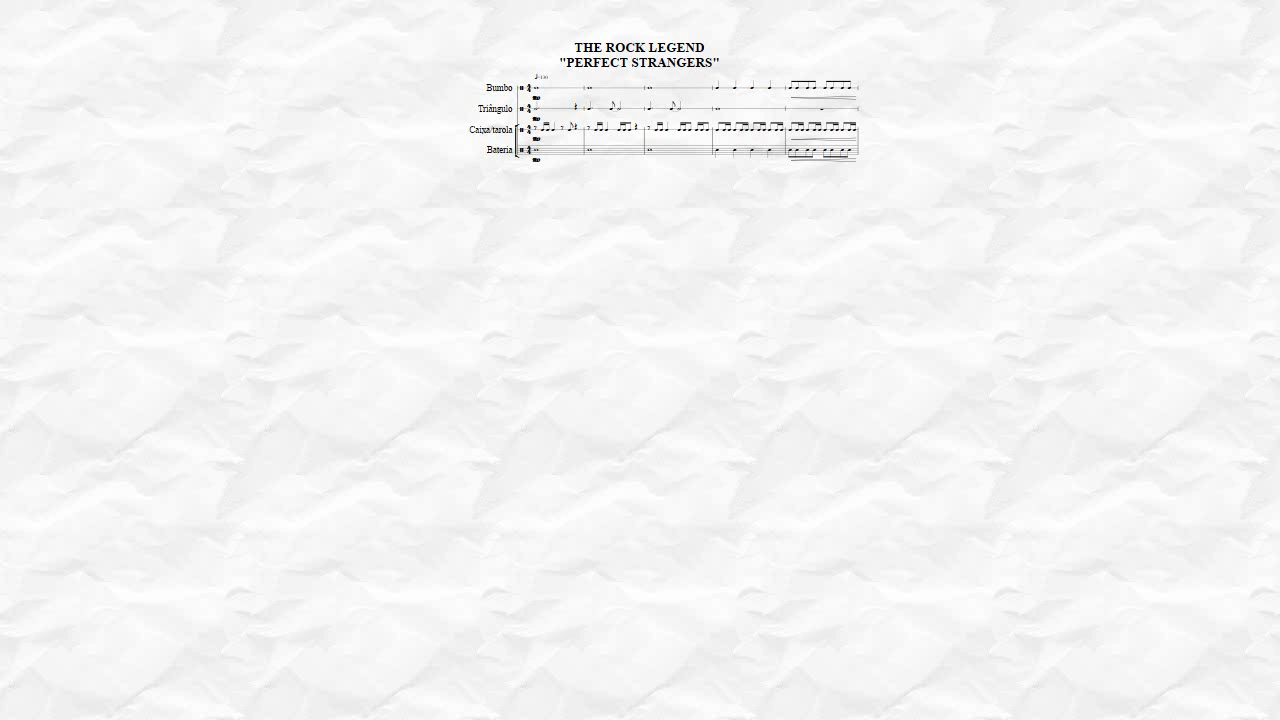 THE ROCK LEGEND
"PERFECT STRANGERS"
Bumbo
Triângulo
Caixa/tarola
Bateria